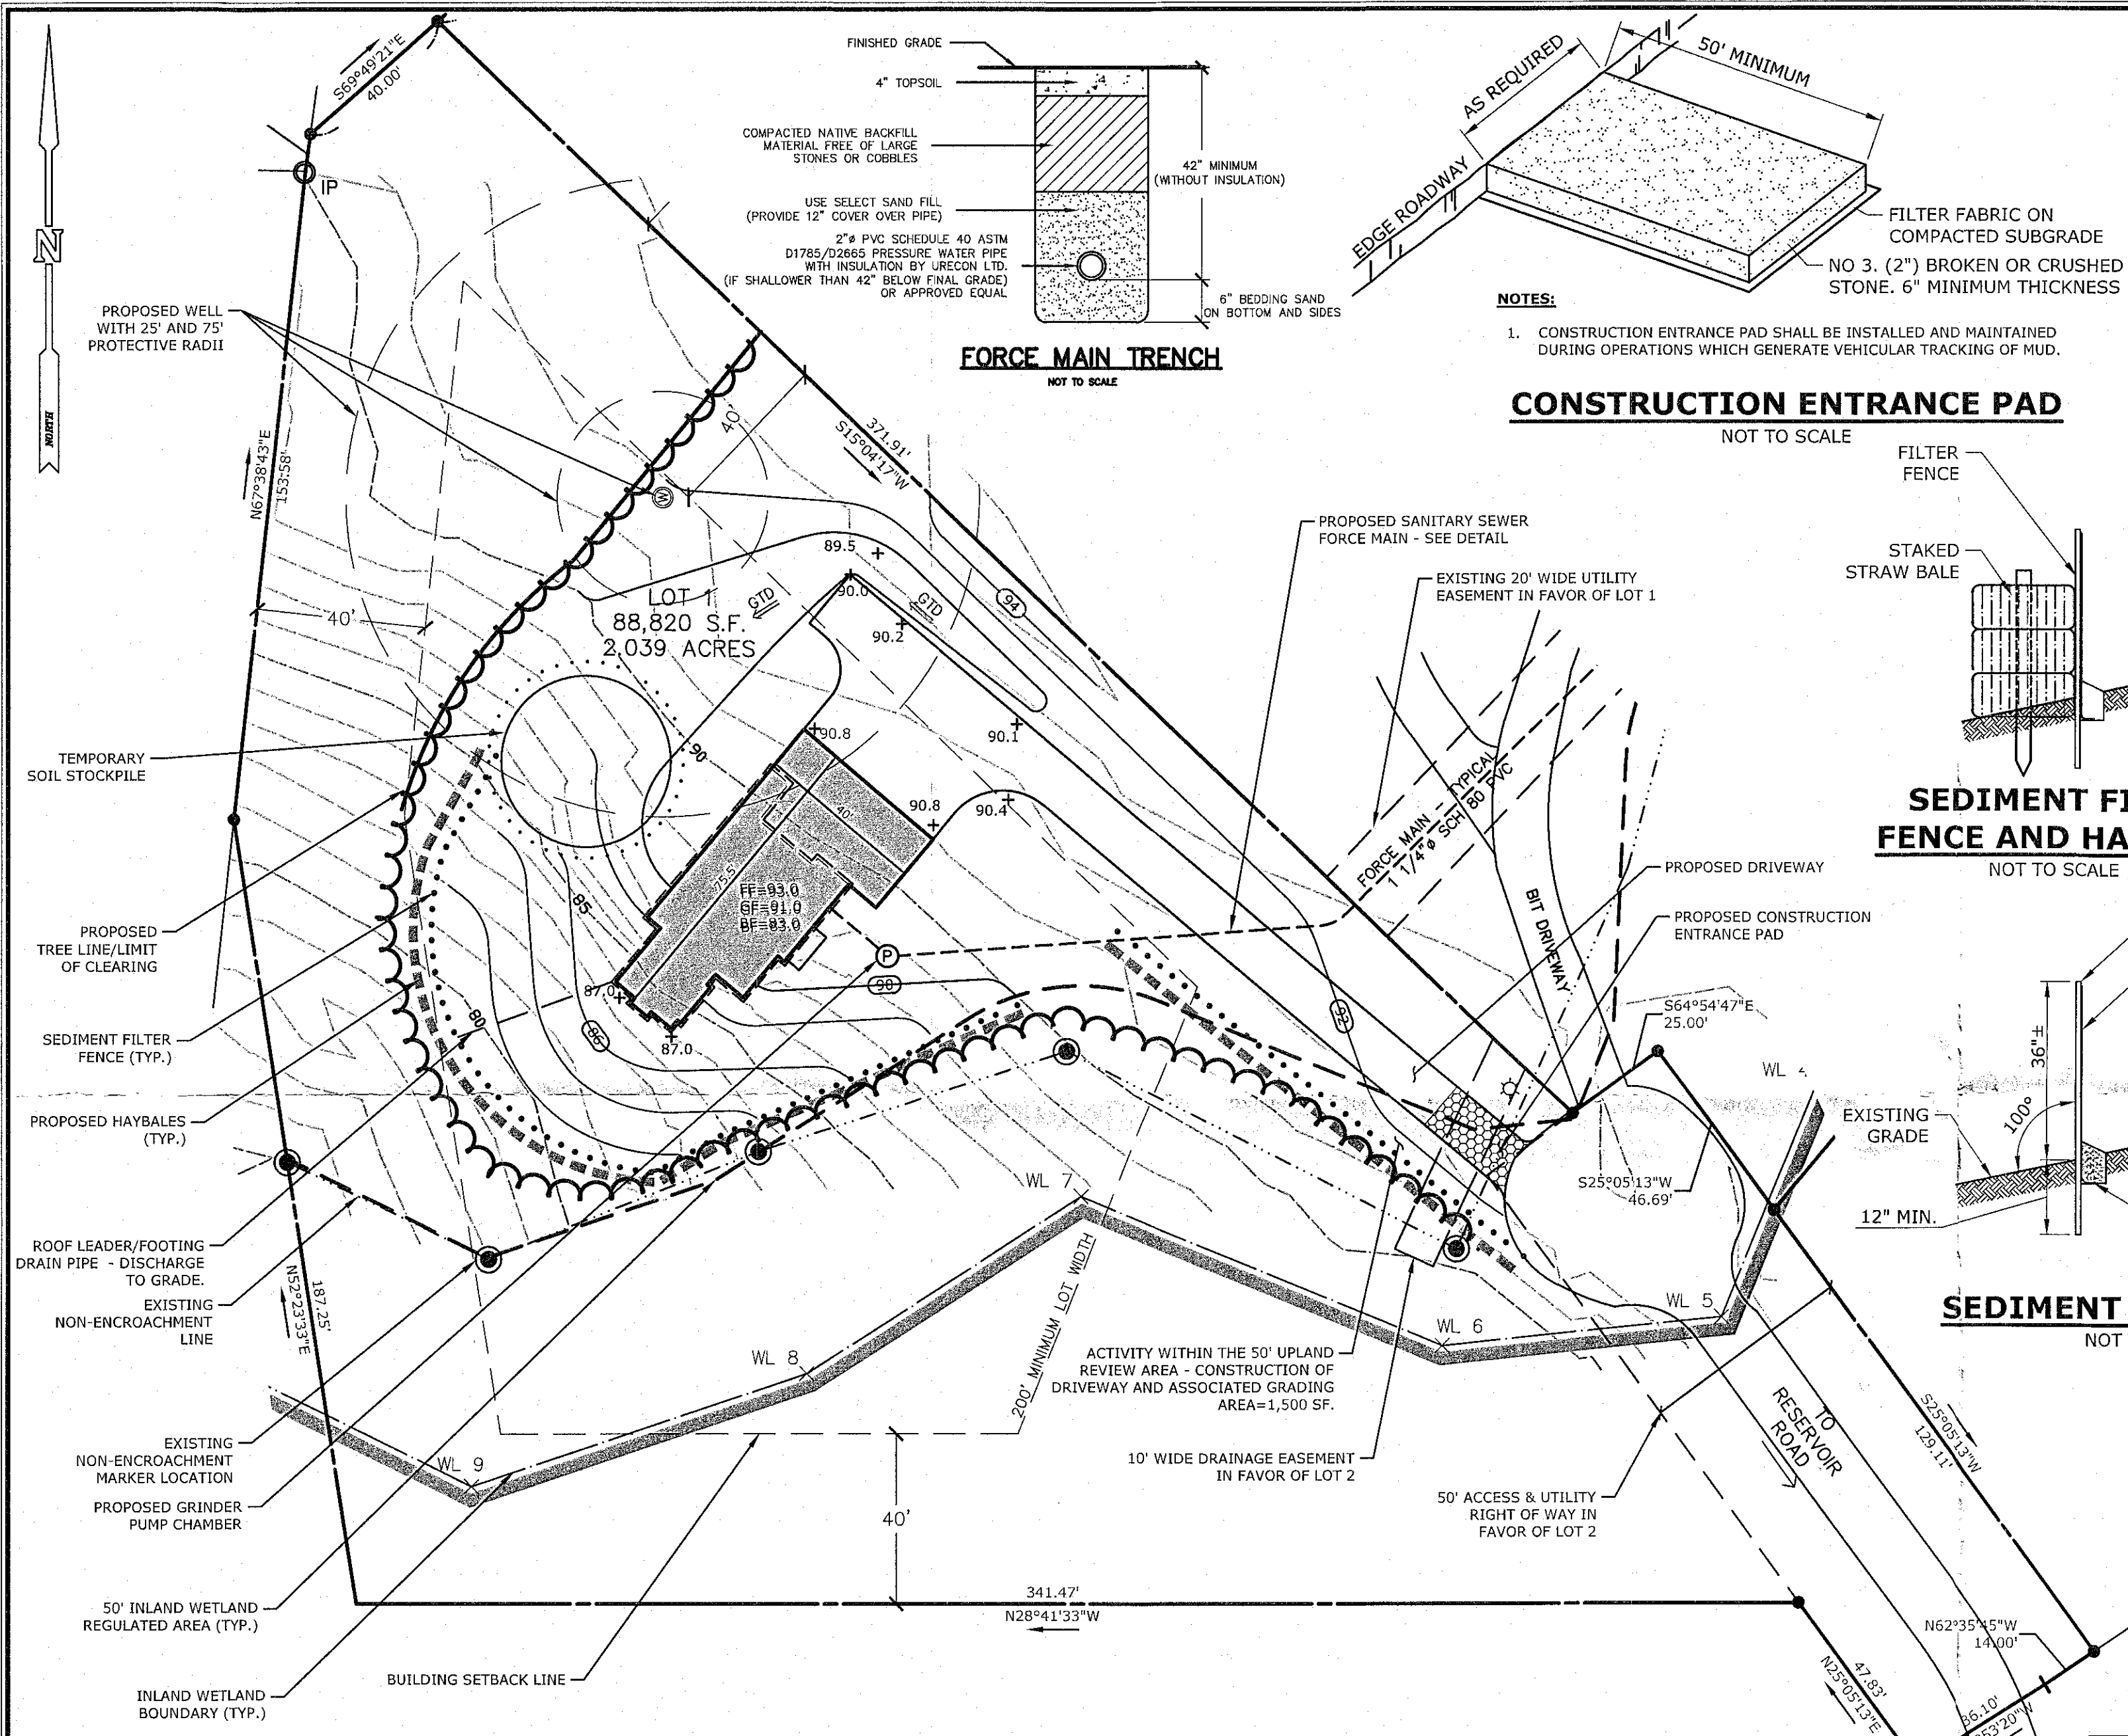 S69°49'21"E
40.00'
IP
N
NORTH
PROPOSED WELL
WITH 25' AND 75'
PROTECTIVE RADII
N67°38'43"E
153.58'
40'
FINISHED GRADE
4" TOPSOIL
COMPACTED NATIVE BACKFILL
MATERIAL FREE OF LARGE
STONES OR COBBLES
USE SELECT SAND FILL
(PROVIDE 12" COVER OVER PIPE)
2"ø PVC SCHEDULE 40 ASTM
D1785/D2665 PRESSURE WATER PIPE
WITH INSULATION BY URECON LTD.
(IF SHALLOWER THAN 42" BELOW FINAL GRADE)
OR APPROVED EQUAL
42" MINIMUM
(WITHOUT INSULATION)
6" BEDDING SAND
ON BOTTOM AND SIDES
FORCE MAIN TRENCH
NOT TO SCALE
AS REQUIRED
50' MINIMUM
EDGE ROADWAY
FILTER FABRIC ON
COMPACTED SUBGRADE
NO 3. (2") BROKEN OR CRUSHED
STONE. 6" MINIMUM THICKNESS
NOTES:
1. CONSTRUCTION ENTRANCE PAD SHALL BE INSTALLED AND MAINTAINED
DURING OPERATIONS WHICH GENERATE VEHICULAR TRACKING OF MUD.
CONSTRUCTION ENTRANCE PAD
NOT TO SCALE
FILTER
FENCE
STAKED
STRAW BALE
SEDIMENT FI
FENCE AND HA
NOT TO SCALE
40'
371.91'
S15°04'17"W
W
89.5
90.0
90.2
GTD
GTD
94
LOT 1
88,820 S.F.
2.039 ACRES
PROPOSED SANITARY SEWER
FORCE MAIN - SEE DETAIL
EXISTING 20' WIDE UTILITY
EASEMENT IN FAVOR OF LOT 1
FORCE MAIN - TYPICAL
1 1/4"ø SCH 80 PVC
BIT DRIVEWAY
PROPOSED DRIVEWAY
PROPOSED CONSTRUCTION
ENTRANCE PAD
TEMPORARY
SOIL STOCKPILE
90
90.8
90.1
90.8
90.4
40'
75.5'
FF=93.0
GF=91.0
BF=83.0
85
80
86
87.0
87.0
P
90
92
PROPOSED
TREE LINE/LIMIT
OF CLEARING
SEDIMENT FILTER
FENCE (TYP.)
PROPOSED HAYBALES
(TYP.)
ROOF LEADER/FOOTING
DRAIN PIPE - DISCHARGE
TO GRADE.
EXISTING
NON-ENCROACHMENT
LINE
N52°23'33"E
187.25'
EXISTING
NON-ENCROACHMENT
MARKER LOCATION
PROPOSED GRINDER
PUMP CHAMBER
50' INLAND WETLAND
REGULATED AREA (TYP.)
INLAND WETLAND
BOUNDARY (TYP.)
BUILDING SETBACK LINE
S64°54'47"E
25.00'
WL 4
S25°05'13"W
46.69'
WL 5
WL 6
WL 7
WL 8
WL 9
200' MINIMUM LOT WIDTH
ACTIVITY WITHIN THE 50' UPLAND
REVIEW AREA - CONSTRUCTION OF
DRIVEWAY AND ASSOCIATED GRADING
AREA=1,500 SF.
10' WIDE DRAINAGE EASEMENT
IN FAVOR OF LOT 2
50' ACCESS & UTILITY
RIGHT OF WAY IN
FAVOR OF LOT 2
TO
RESERVOIR
ROAD
S25°05'13"W
129.11'
40'
341.47'
N28°41'33"W
N62°35'45"W
14.00'
47.83'
N25°05'13"E
36.10'
53'20"W
36"±
100°
EXISTING
GRADE
12" MIN.
SEDIMENT
NOT